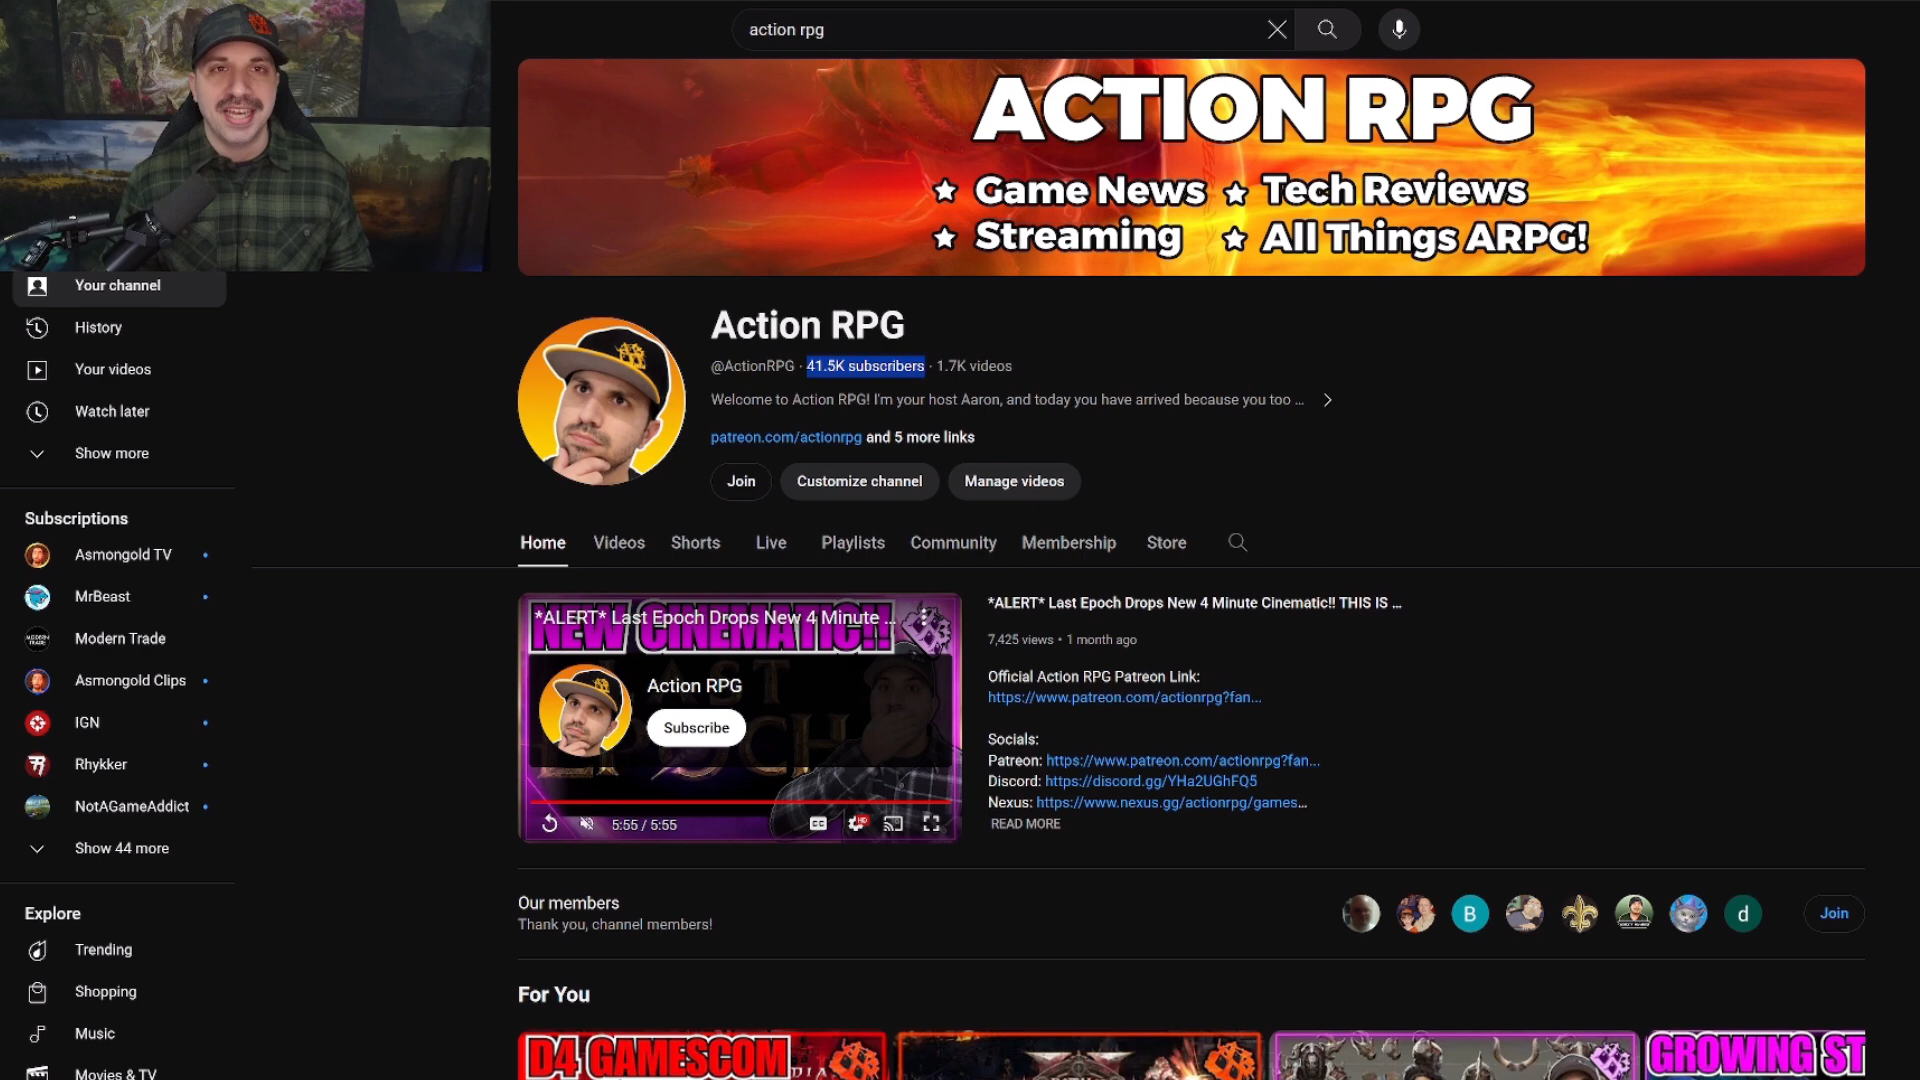 action rpg
ACTION RPG
Game News
Tech Reviews
Streaming
All Things ARPG!
Your channel
History
Your videos
Watch later
Show more
Subscriptions
Asmongold TV
MrBeast
Modern Trade
Asmongold Clips
IGN
Rhykker
NotAGameAddict
Show 44 more
Explore
Trending
Shopping
Music
Movies & TV
Action RPG
@ActionRPG · 41.5K subscribers · 1.7K videos
Welcome to Action RPG! I'm your host Aaron, and today you have arrived because you too ...
patreon.com/actionrpg and 5 more links
Join
Customize channel
Manage videos
Home
Videos
Shorts
Live
Playlists
Community
Membership
Store
*ALERT* Last Epoch Drops New 4 Minute ...
NEW CINEMATIC!!
Action RPG
Subscribe
5:55 / 5:55
CC
HD
*ALERT* Last Epoch Drops New 4 Minute Cinematic!! THIS IS ...
7,425 views • 1 month ago
Official Action RPG Patreon Link:
https://www.patreon.com/actionrpg?fan...
Socials:
Patreon: https://www.patreon.com/actionrpg?fan...
Discord: https://discord.gg/YHa2UGhFQ5
Nexus: https://www.nexus.gg/actionrpg/games...
READ MORE
Our members
Thank you, channel members!
B
d
Join
For You
D4 GAMESCOM
GROWING ST